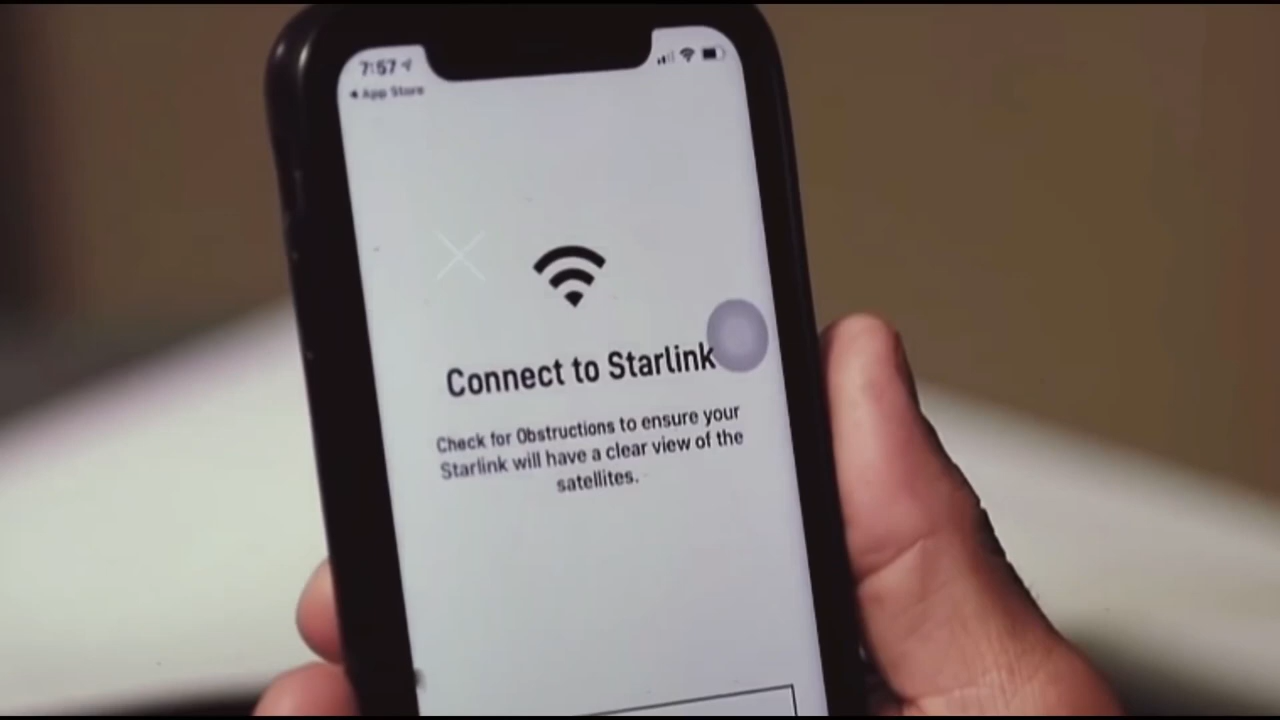 7:57
◀ App Store
Connect to Starlink
Check for Obstructions to ensure your
Starlink will have a clear view of the
satellites.